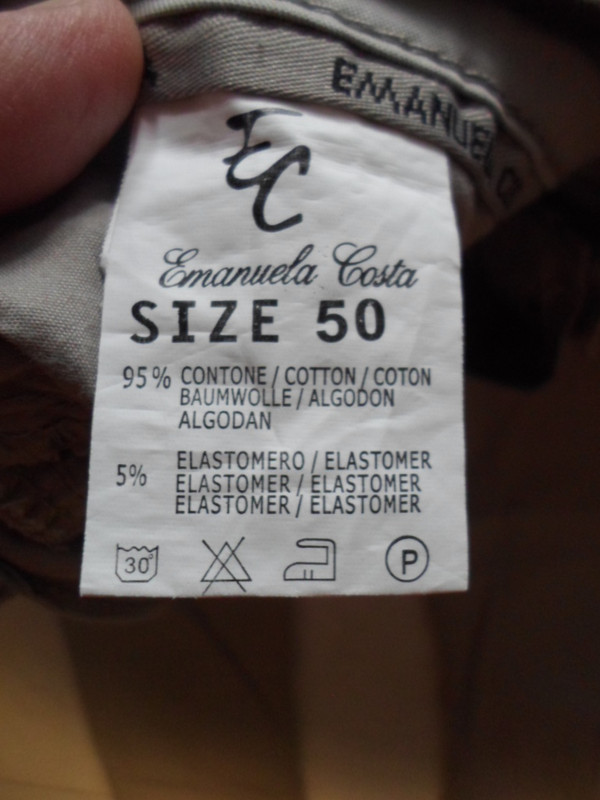 EMANUEL
EC
Emanuela Costa
SIZE 50
95% CONTONE / COTTON / COTON
BAUMWOLLE / ALGODON
ALGODAN
5% ELASTOMERO / ELASTOMER
ELASTOMER / ELASTOMER
ELASTOMER / ELASTOMER
30°
P